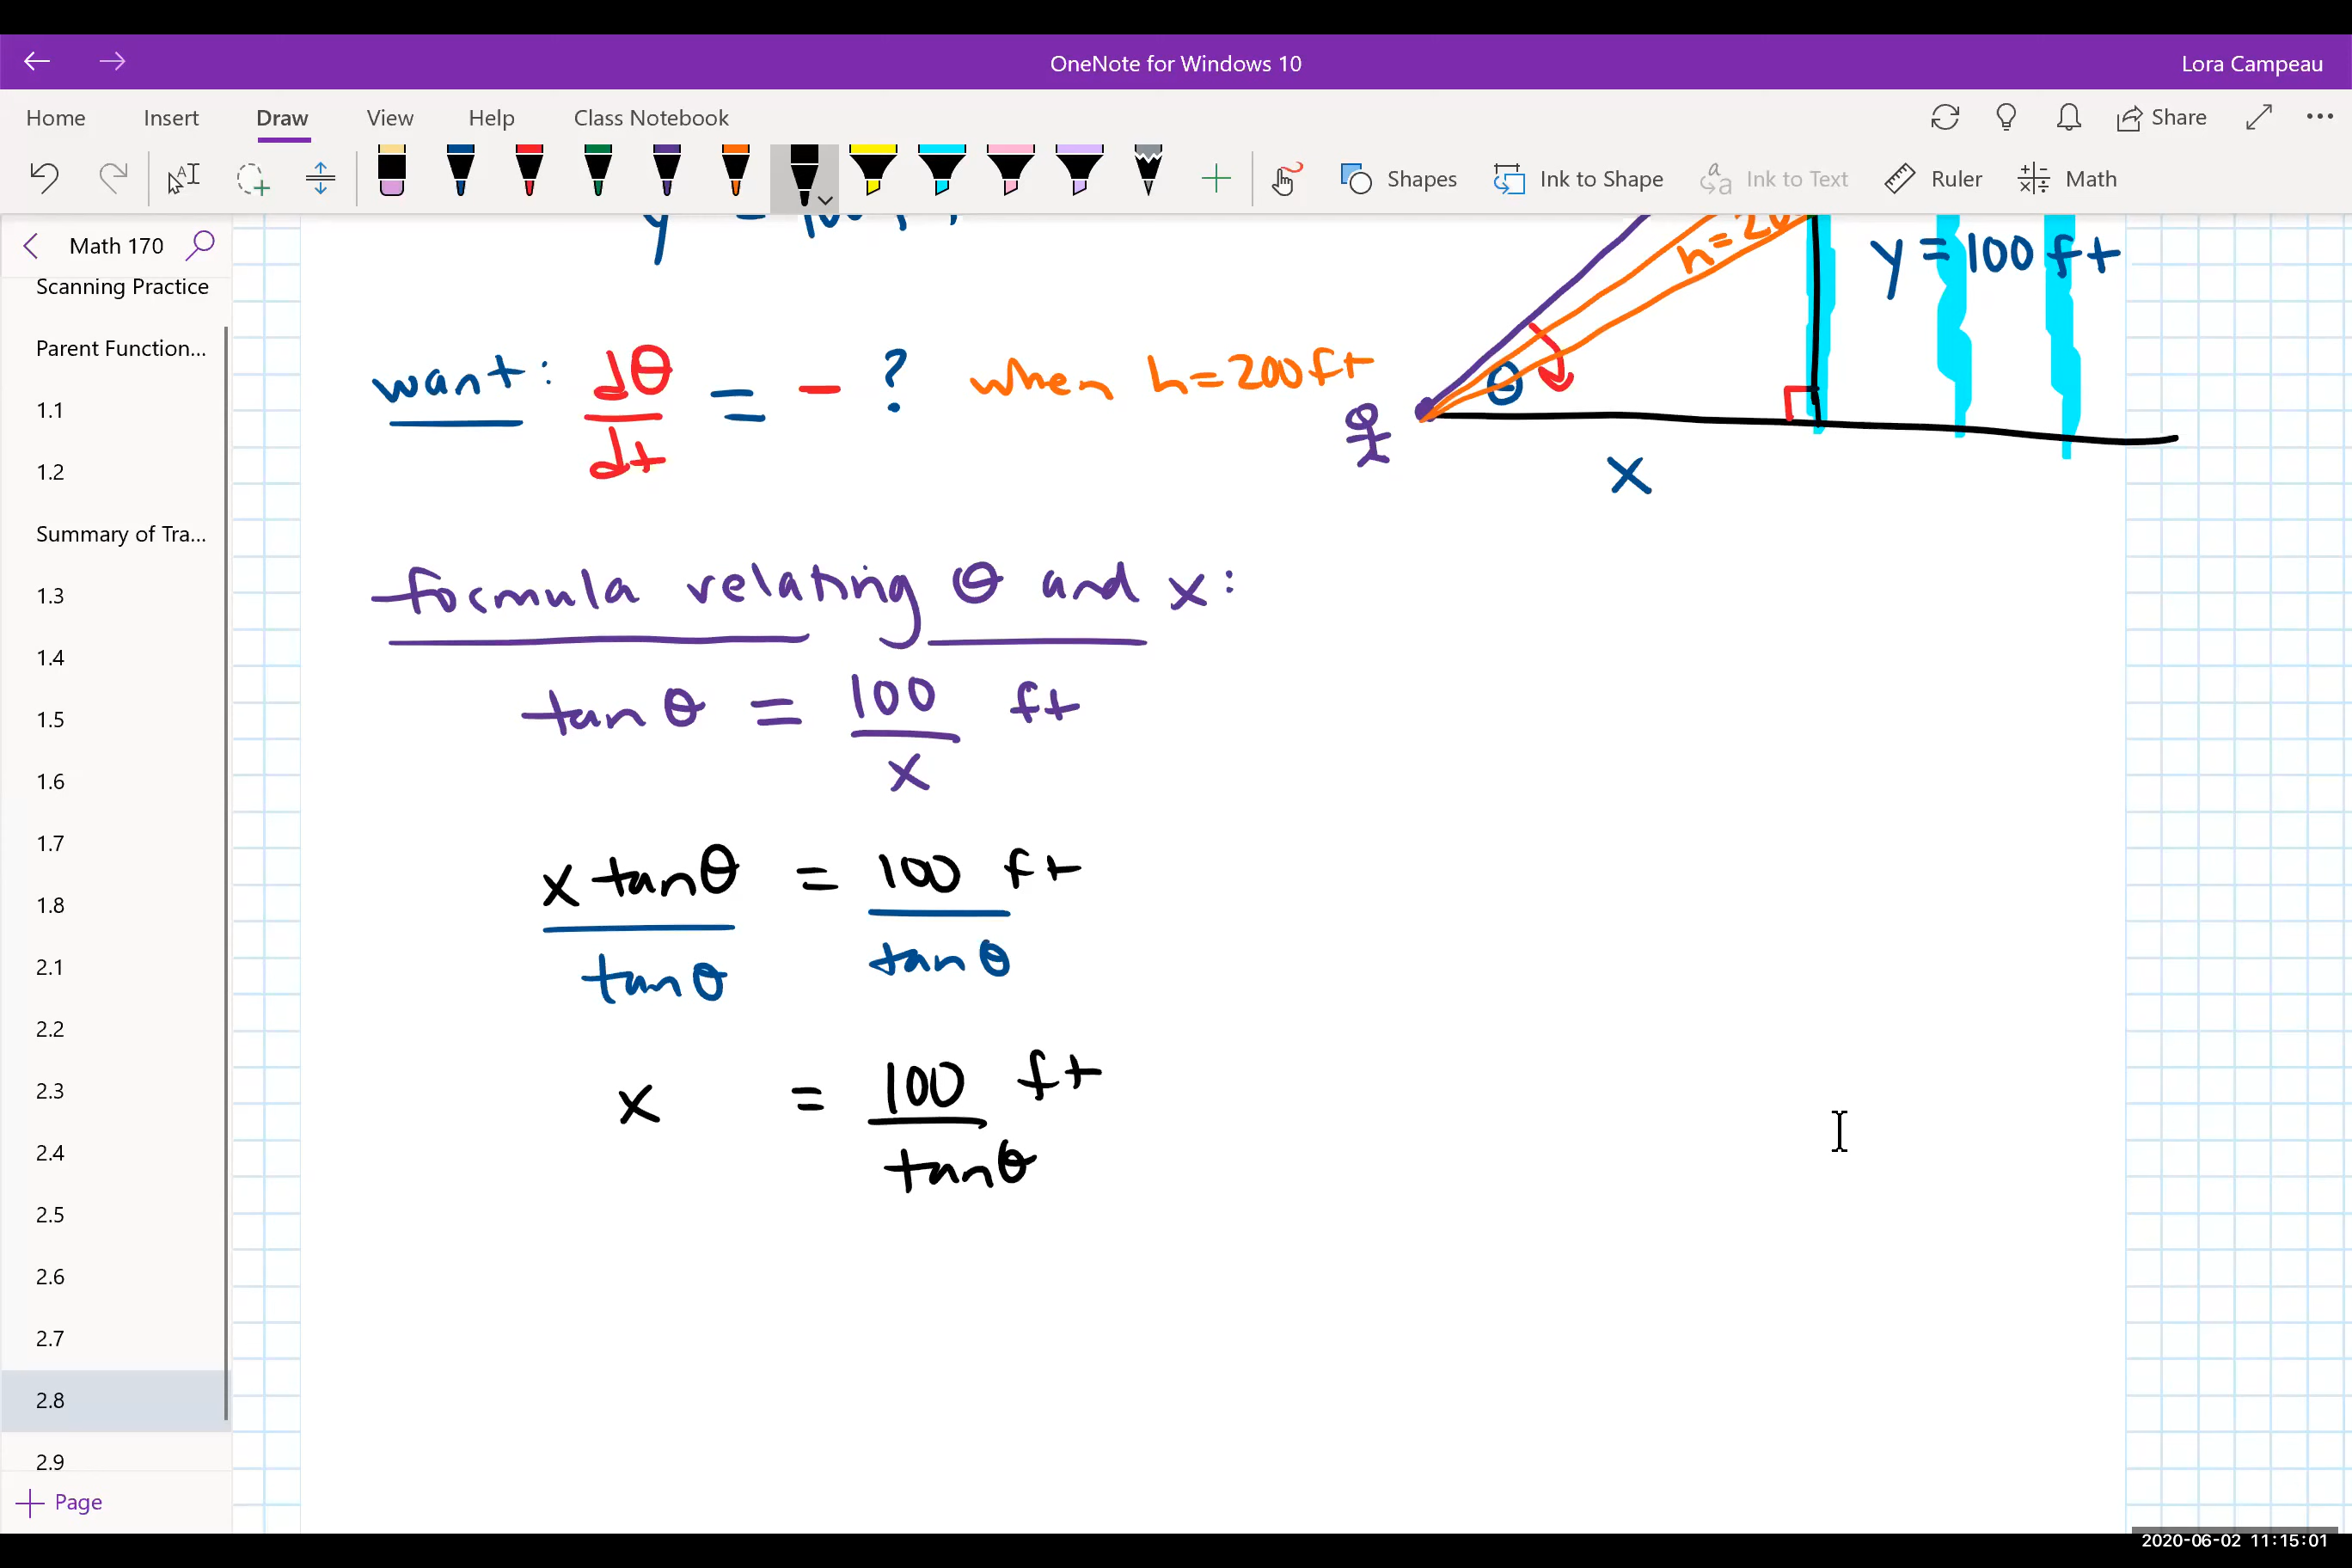 OneNote for Windows 10
Lora Campeau
Home Insert Draw View Help Class Notebook
Share
Shapes Ink to Shape Ink to Text Ruler Math
Math 170
Scanning Practice
Parent Function...
1.1
1.2
Summary of Tra...
1.3
1.4
1.5
1.6
1.7
1.8
2.1
2.2
2.3
2.4
2.5
2.6
2.7
2.8
2.9
Page
y = 100 f
want: dθ/dt = - ? when h=200ft
h=20
y = 100 ft
θ
x
formula relating θ and x:
tan θ = 100/x ft
x tanθ = 100 ft
tan θ tan θ
x = 100/tanθ ft
2020-06-02 11:15:01